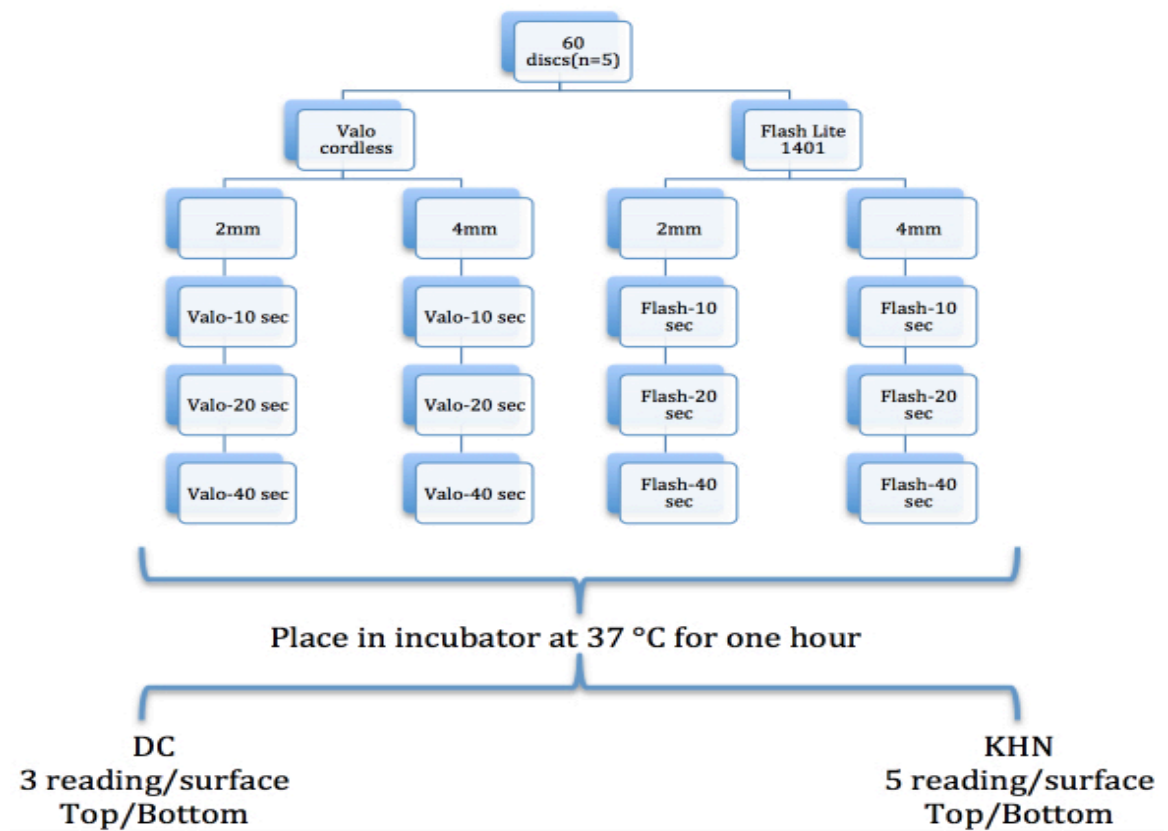 60
discs(n=5)
Valo
cordless
Flash Lite
1401
2mm
4mm
2mm
4mm
Valo-10 sec
Valo-10 sec
Flash-10
sec
Flash-10
sec
Valo-20 sec
Valo-20 sec
Flash-20
sec
Flash-20
sec
Valo-40 sec
Valo-40 sec
Flash-40
sec
Flash-40
sec
Place in incubator at 37 °C for one hour
DC
3 reading/surface
Top/Bottom
KHN
5 reading/surface
Top/Bottom